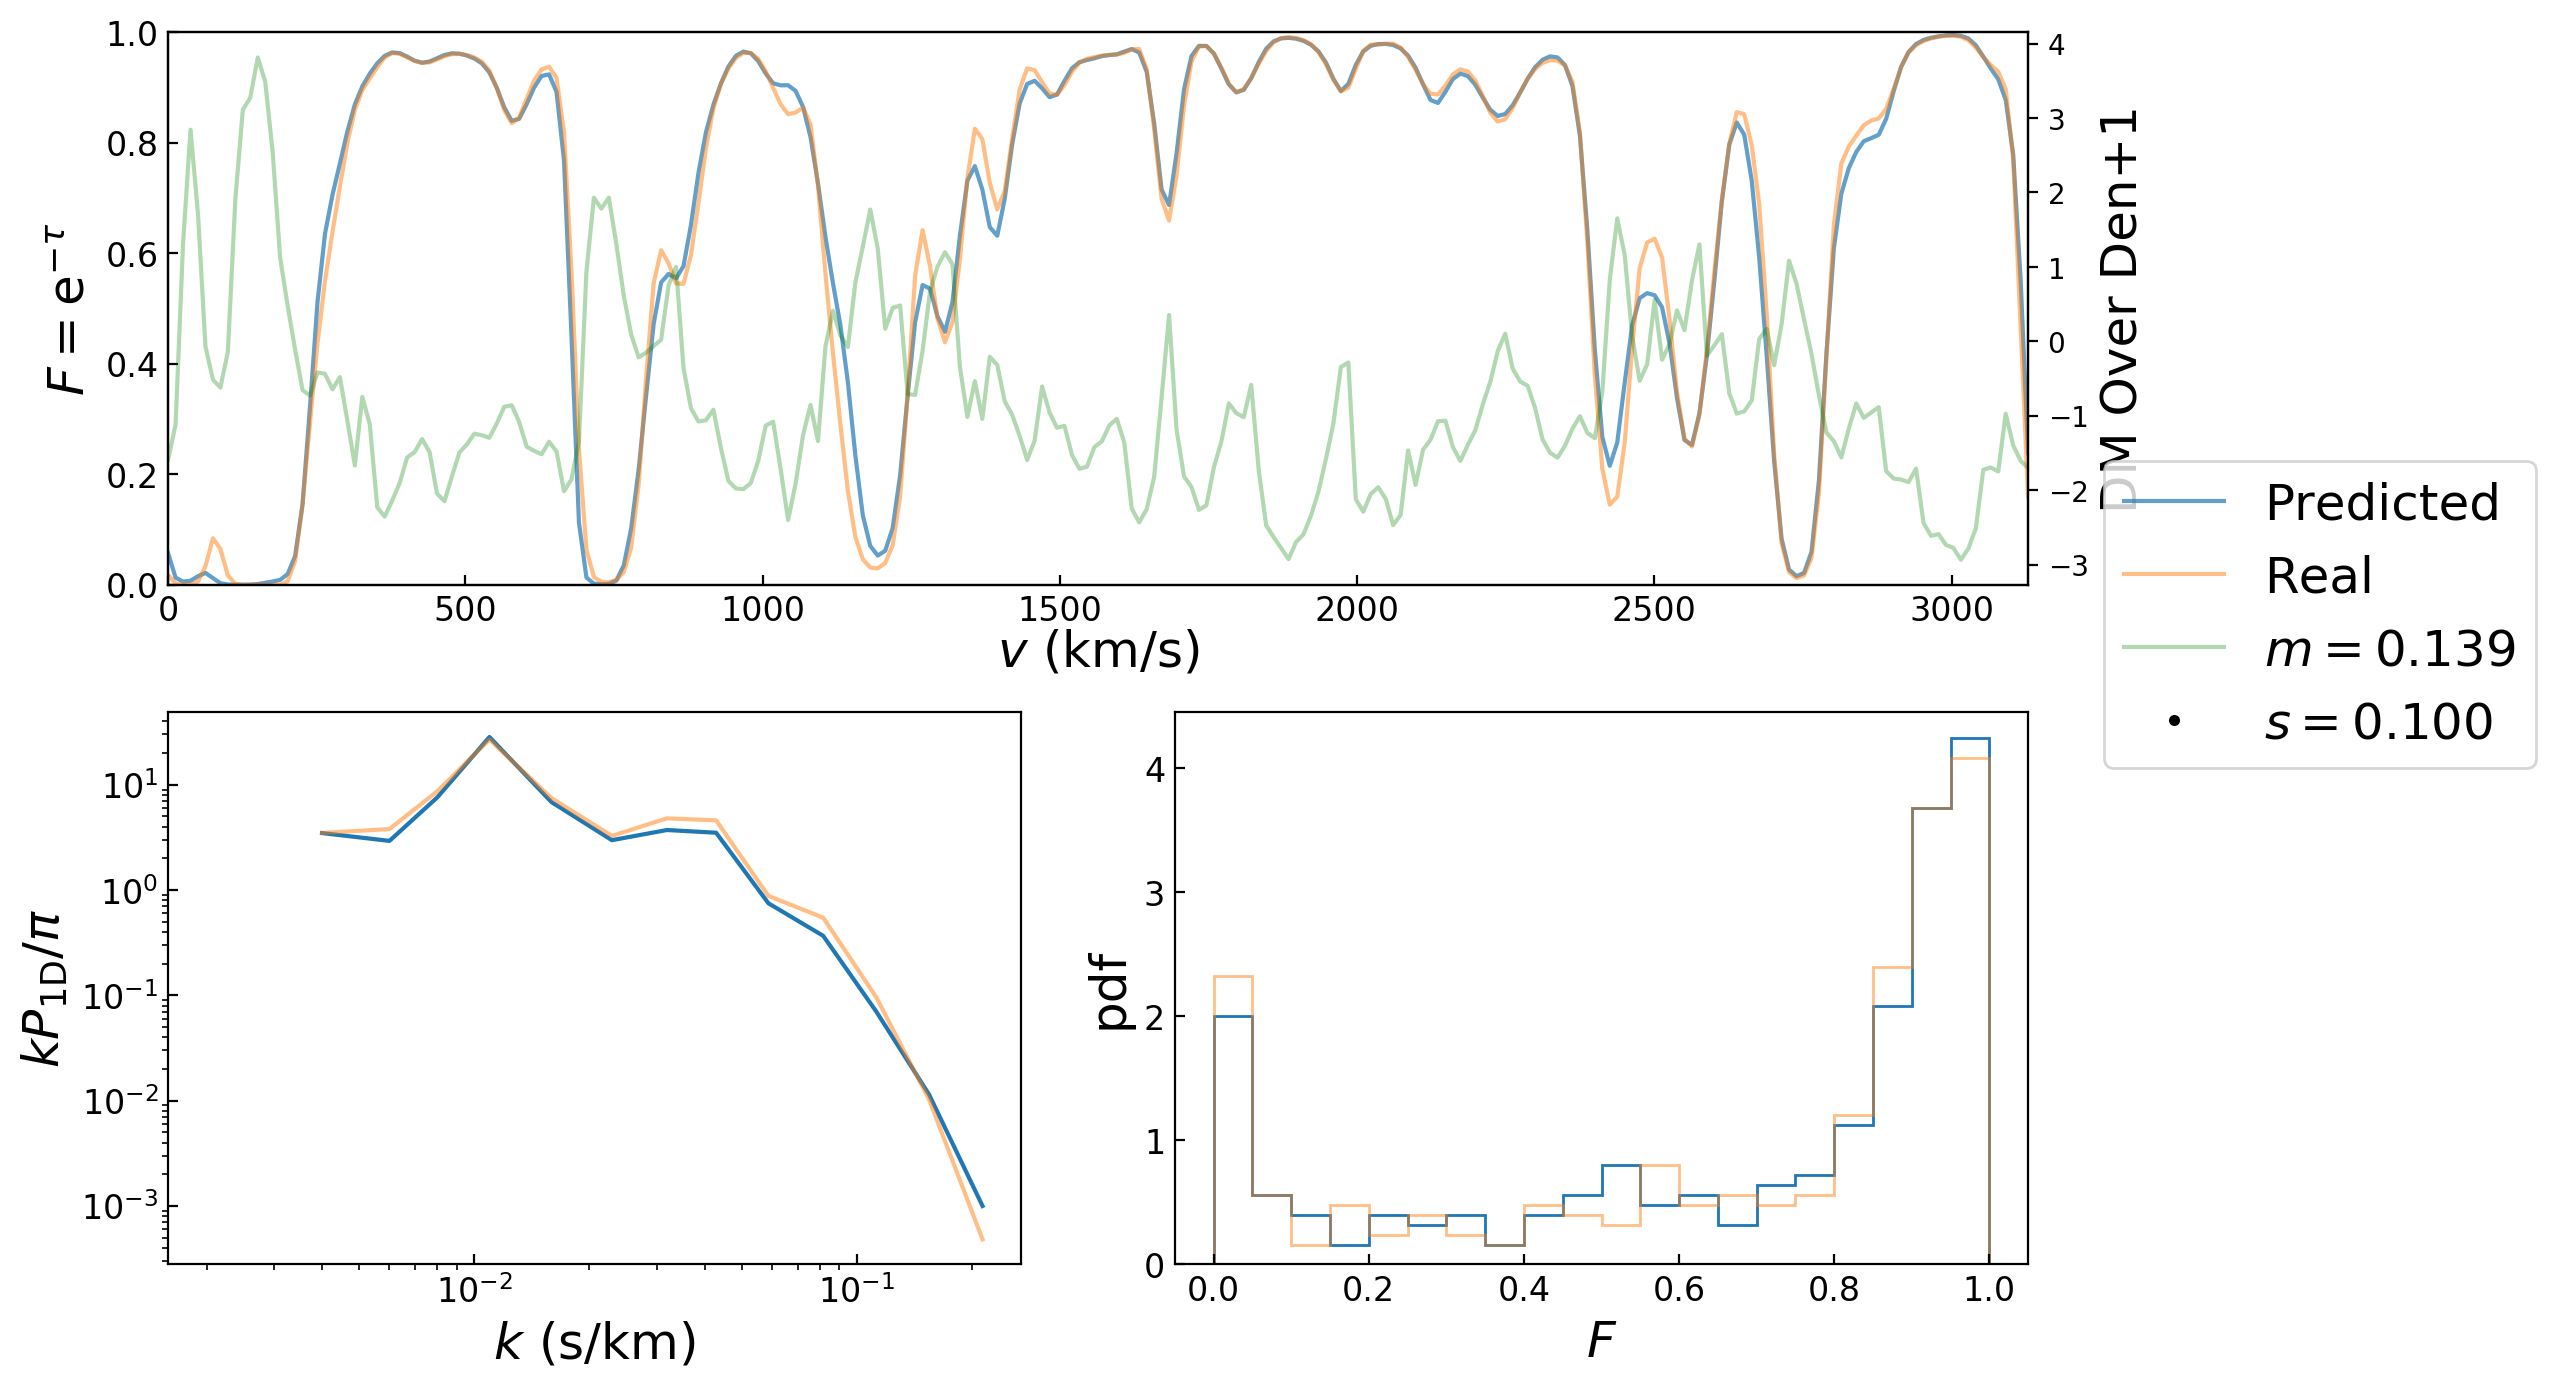 1.0
0.8
0.6
0.4
0.2
0.0
F = e^{-τ}
4
3
2
1
0
−1
−2
−3
DM Over Den+1
0 500 1000 1500 2000 2500 3000
v (km/s)
Predicted
Real
m = 0.139
s = 0.100
10^1
10^0
10^{-1}
10^{-2}
10^{-3}
kP_{1D}/π
10^{-2} 10^{-1}
k (s/km)
4
3
2
1
0
pdf
0.0 0.2 0.4 0.6 0.8 1.0
F